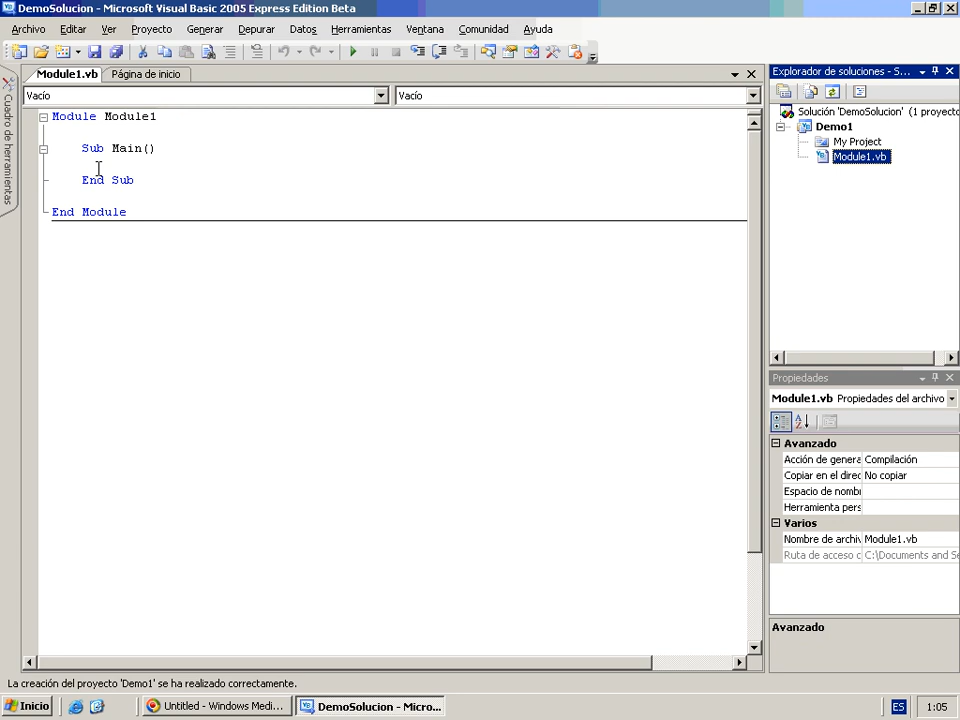 DemoSolucion - Microsoft Visual Basic 2005 Express Edition Beta
Archivo Editar Ver Proyecto Generar Depurar Datos Herramientas Ventana Comunidad Ayuda
Module1.vb Página de inicio
Vacío Vacío
Cuadro de herramientas
Module Module1
Sub Main()
End Sub
End Module
Explorador de soluciones - S...
Solución 'DemoSolucion' (1 proyecto
Demo1
My Project
Module1.vb
Propiedades
Module1.vb Propiedades del archivo
Avanzado
Acción de genera Compilación
Copiar en el direc No copiar
Espacio de nomb
Herramienta pers
Varios
Nombre de archiv Module1.vb
Ruta de acceso c C:\Documents and Se
Avanzado
La creación del proyecto 'Demo1' se ha realizado correctamente.
Inicio Untitled - Windows Medi... DemoSolucion - Micro... ES 1:05